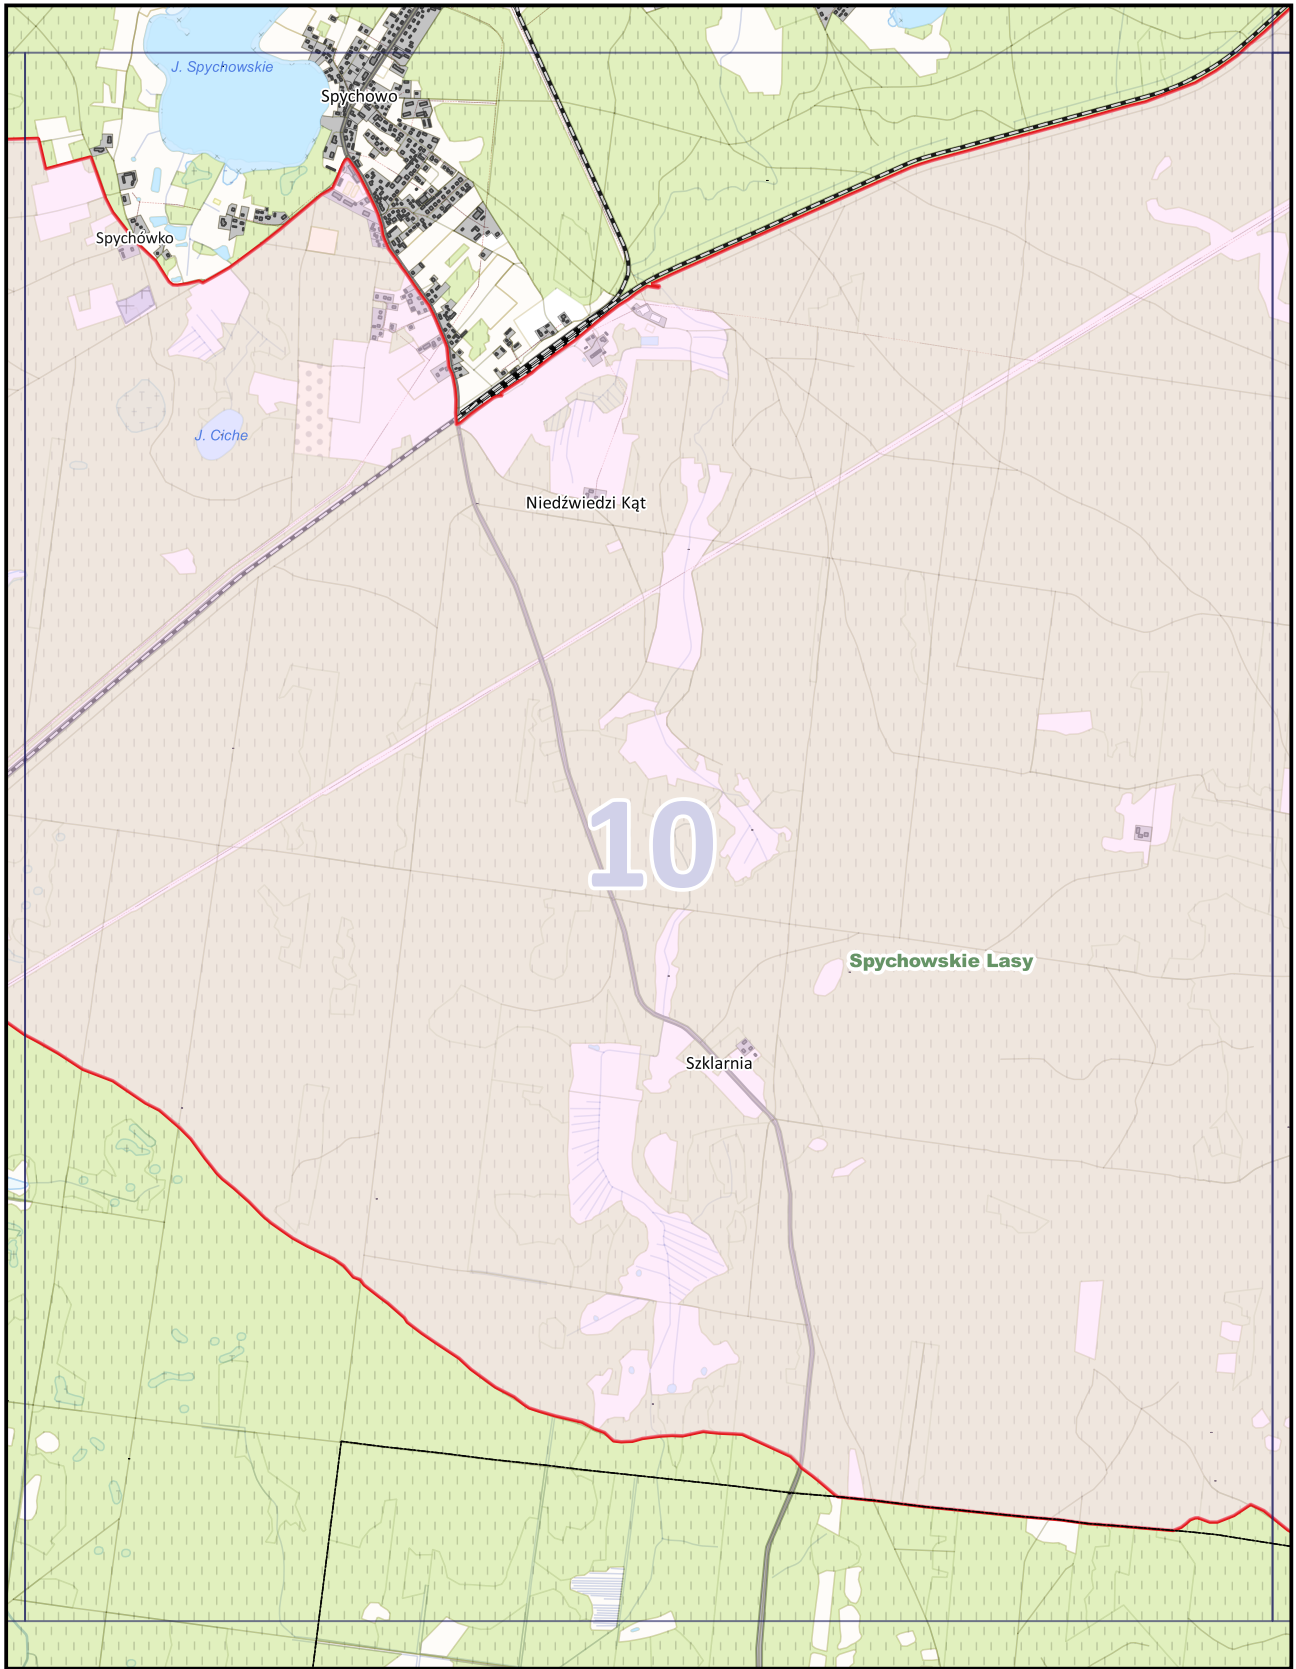 J. Spychowskie
Spychowo
Spychówko
J. Ciche
Niedźwiedzi Kąt
10
Spychowskie Lasy
Szklarnia